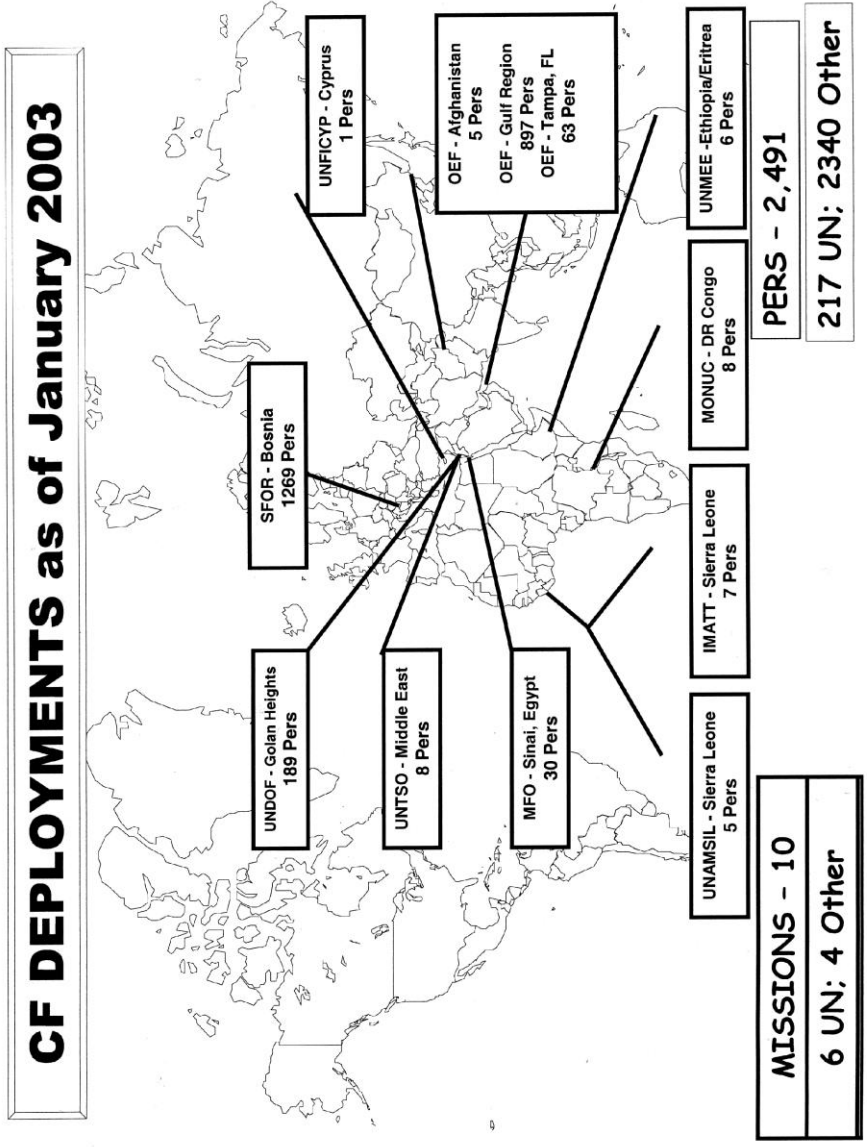 CF DEPLOYMENTS as of January 2003
SFOR - Bosnia
1269 Pers
UNFICYP - Cyprus
1 Pers
UNDOF - Golan Heights
189 Pers
UNTSO - Middle East
8 Pers
OEF - Afghanistan
5 Pers
OEF - Gulf Region
897 Pers
OEF - Tampa, FL
63 Pers
MFO - Sinai, Egypt
30 Pers
UNAMSIL - Sierra Leone
5 Pers
IMATT - Sierra Leone
7 Pers
MONUC - DR Congo
8 Pers
UNMEE -Ethiopia/Eritrea
6 Pers
MISSIONS - 10
6 UN; 4 Other
PERS - 2,491
217 UN; 2340 Other